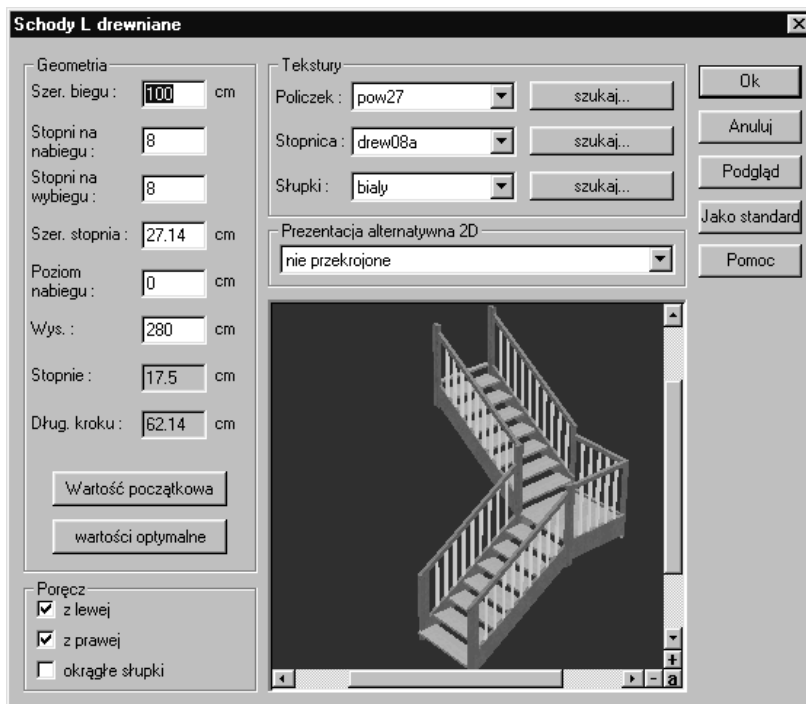 Schody L drewniane
Geometria
Szer. biegu : 100 cm
Stopni na nabiegu : 8
Stopni na wybiegu : 8
Szer. stopnia : 27.14 cm
Poziom nabiegu : 0 cm
Wys. : 280 cm
Stopnie : 17.5 cm
Dług. kroku : 62.14 cm
Wartość początkowa
wartości optymalne
Poręcz
z lewej
z prawej
okrągłe słupki
Tekstury
Policzek : pow27 szukaj...
Stopnica : drew08a szukaj...
Słupki : bialy szukaj...
Prezentacja alternatywna 2D
nie przekrojone
+
- a
Ok
Anuluj
Podgląd
Jako standard
Pomoc